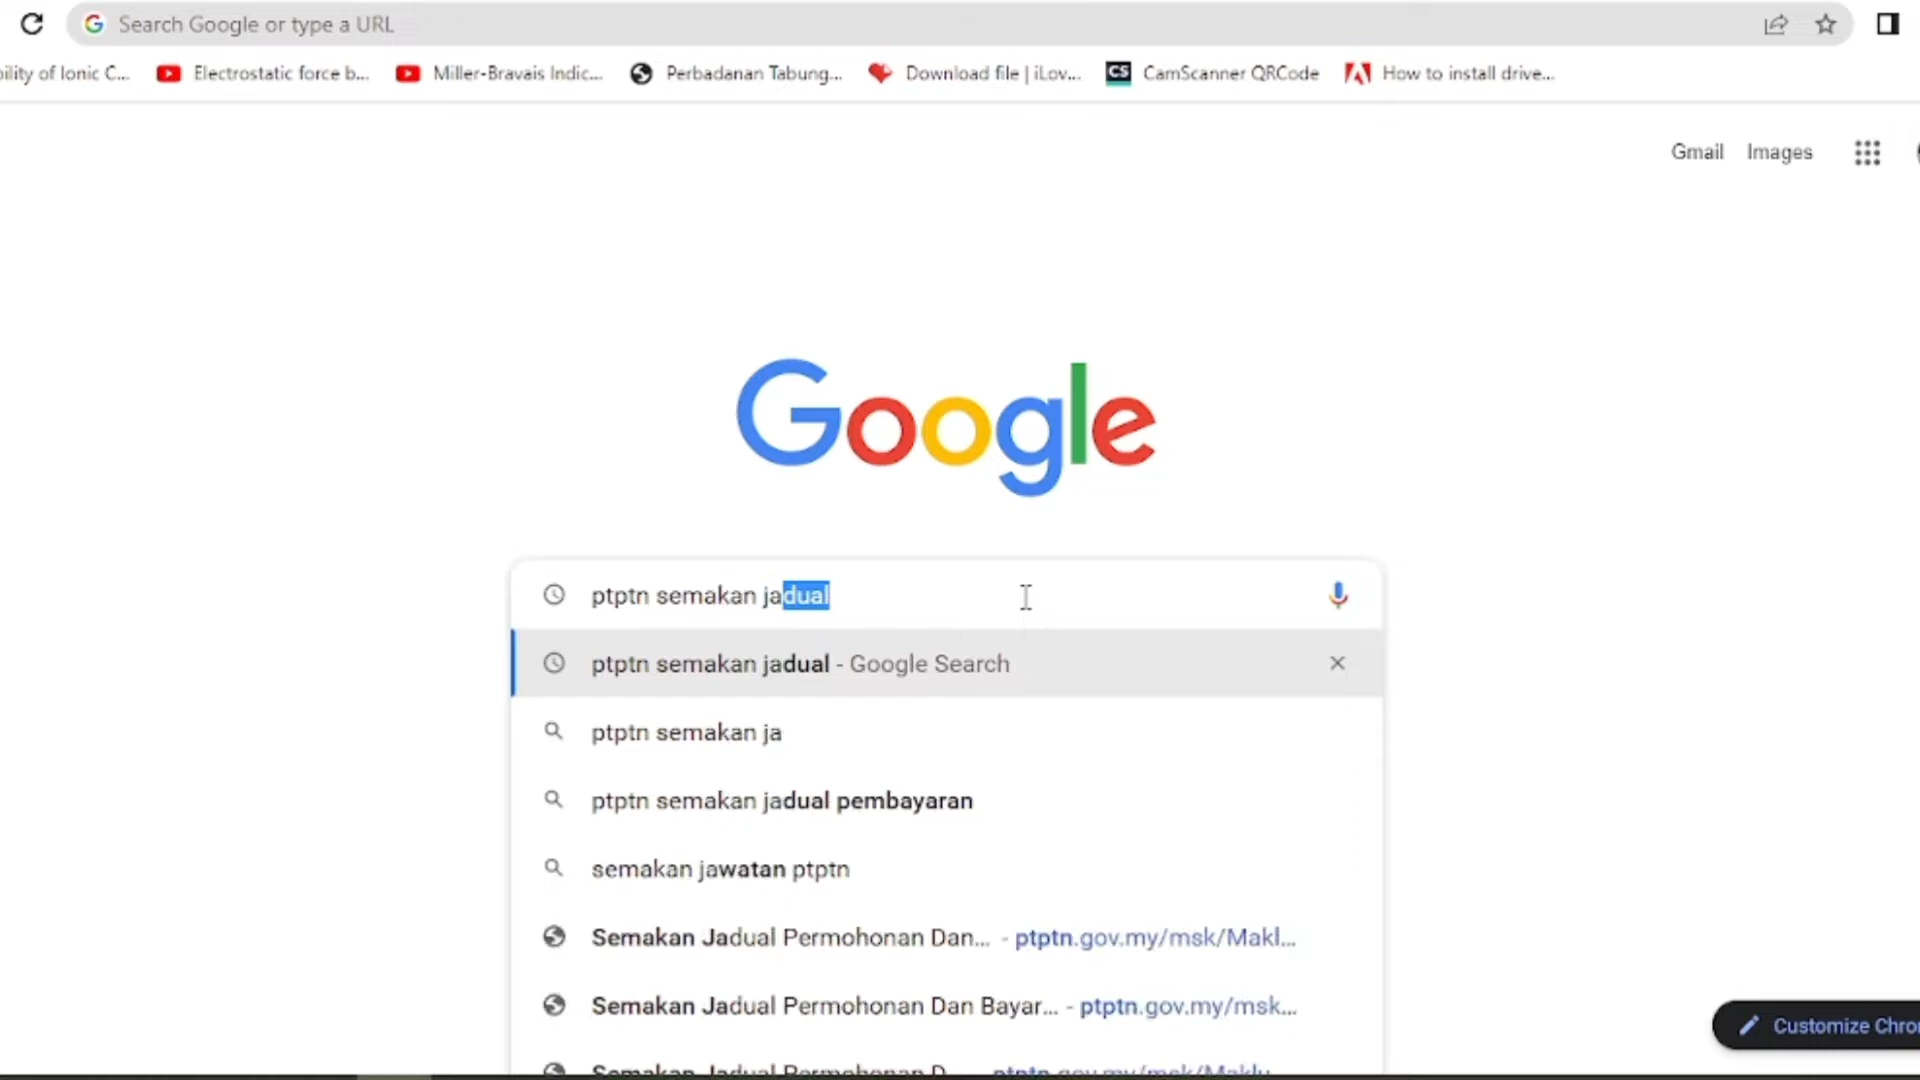 Search Google or type a URL
ility of Ionic C... Electrostatic force b... Miller-Bravais Indic... Perbadanan Tabung... Download file | iLov... CS CamScanner QRCode How to install drive...
Gmail Images
Google
ptptn semakan jadual
ptptn semakan jadual - Google Search
ptptn semakan ja
ptptn semakan jadual pembayaran
semakan jawatan ptptn
Semakan Jadual Permohonan Dan... - ptptn.gov.my/msk/Makl...
Semakan Jadual Permohonan Dan Bayar... - ptptn.gov.my/msk...
Customize Chro
Semakan Jadual Permohonan D... ptptn.gov.my/msk/Maklu...